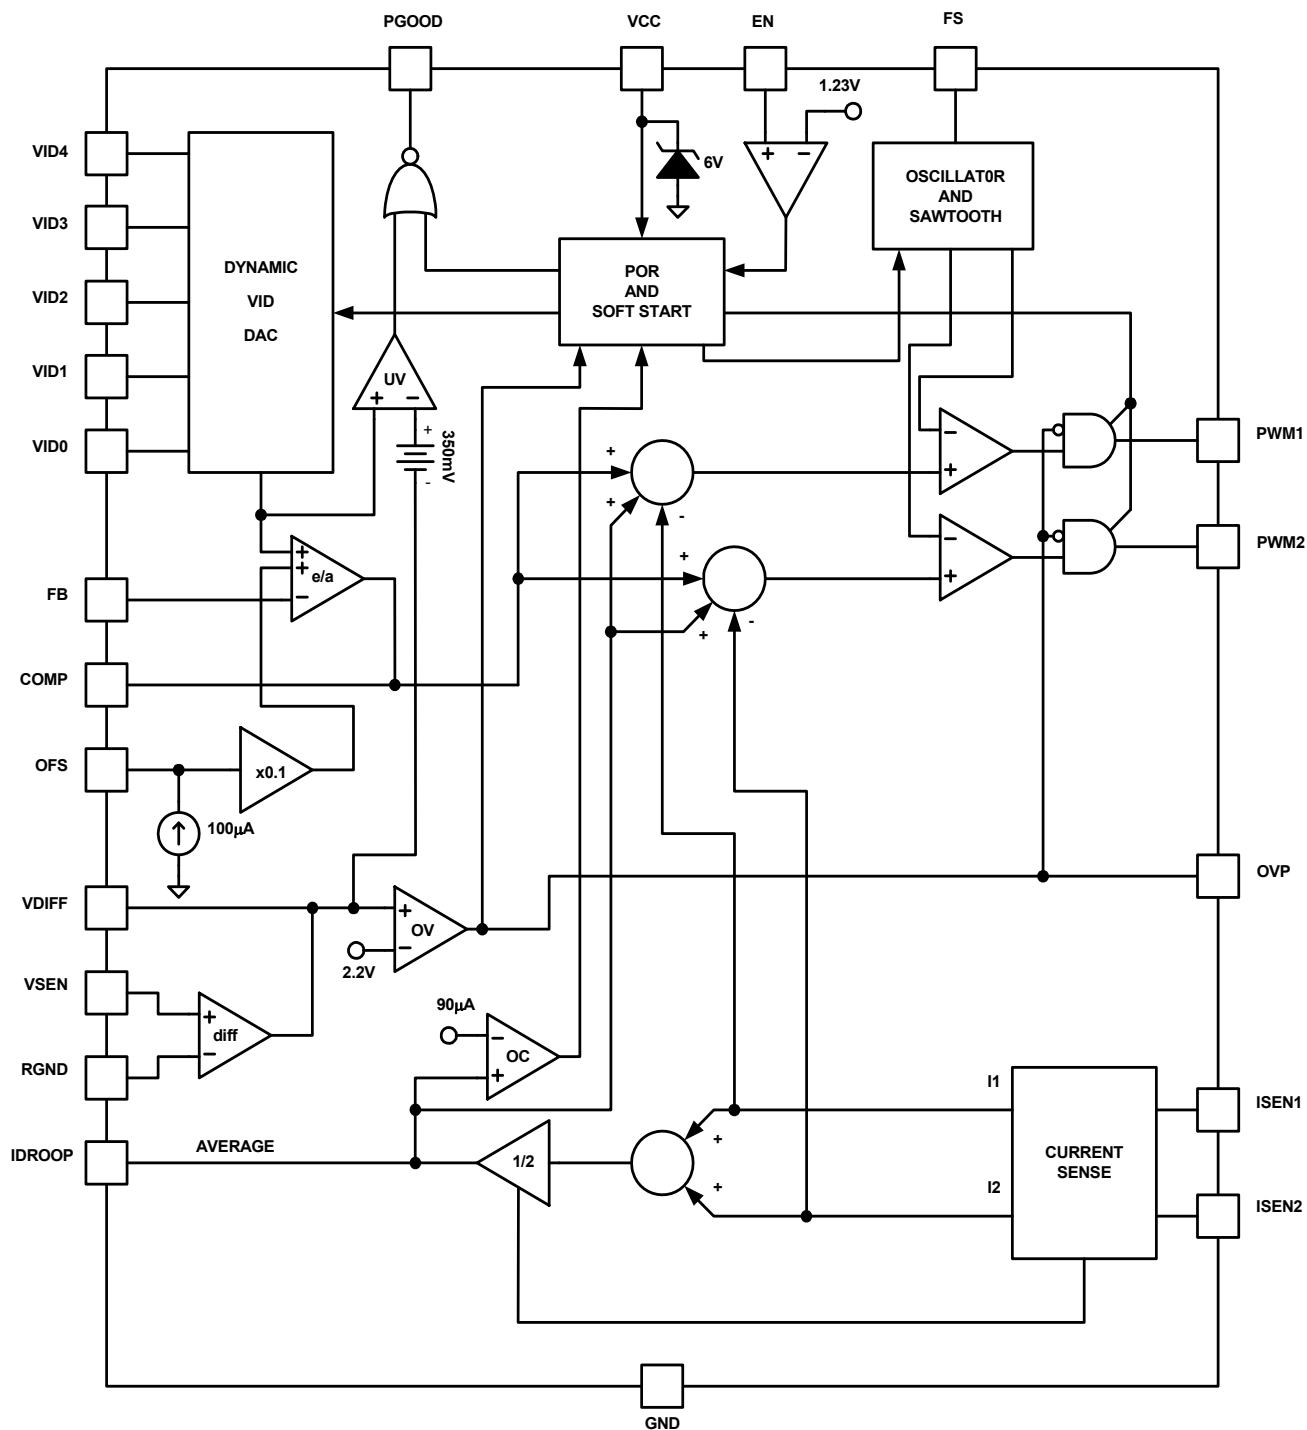 PGOOD
VCC
EN
FS
1.23V
VID4
VID3
VID2
VID1
VID0
6V
+
−
OSCILLAT0R
AND
SAWTOOTH
DYNAMIC
VID
DAC
POR
AND
SOFT START
UV
+
−
+
350mV
-
+
+
-
−
+
PWM1
−
+
PWM2
+
+
-
+
+
−
e/a
FB
COMP
OFS
x0.1
100µA
OVP
VDIFF
+
OV
−
2.2V
VSEN
+
diff
−
RGND
90µA
−
OC
+
I1
ISEN1
+
IDROOP
AVERAGE
1/2
+
I2
CURRENT
SENSE
ISEN2
GND